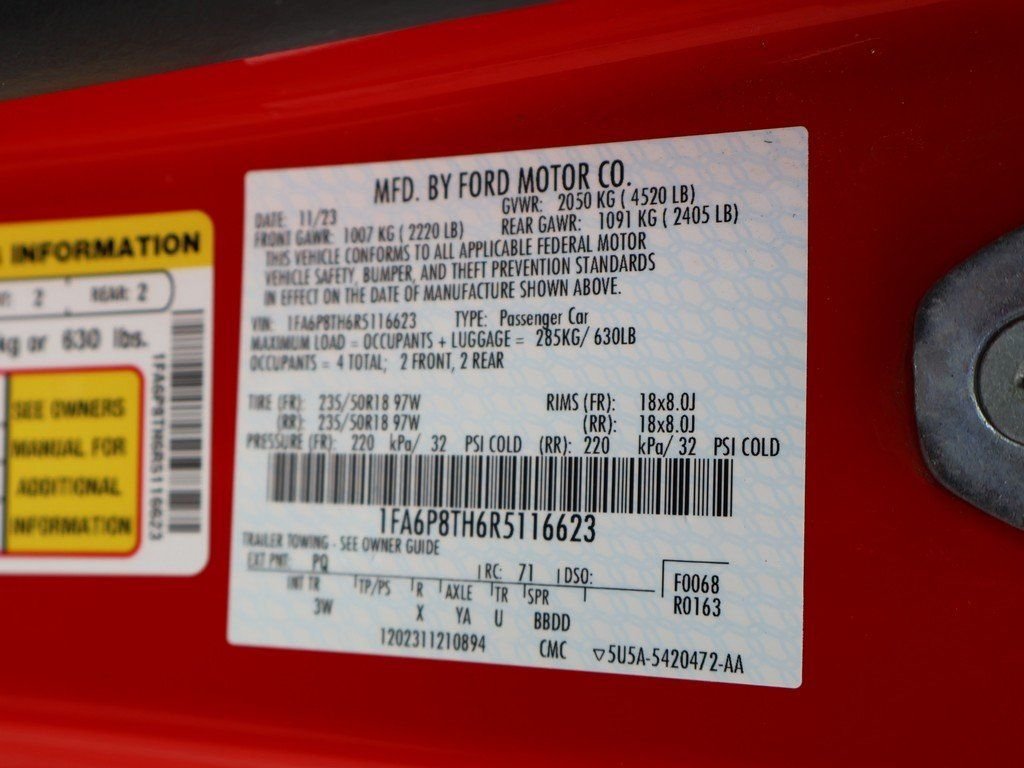 INFORMATION
2 REAR: 2
kg or 630 lbs.
SEE OWNERS
MANUAL FOR
ADDITIONAL
INFORMATION
1FA6P8TH6R5116623
MFD. BY FORD MOTOR CO.
DATE: 11/23 GVWR: 2050 KG ( 4520 LB)
FRONT GAWR: 1007 KG ( 2220 LB) REAR GAWR: 1091 KG ( 2405 LB)
THIS VEHICLE CONFORMS TO ALL APPLICABLE FEDERAL MOTOR
VEHICLE SAFETY, BUMPER, AND THEFT PREVENTION STANDARDS
IN EFFECT ON THE DATE OF MANUFACTURE SHOWN ABOVE.
VIN: 1FA6P8TH6R5116623 TYPE: Passenger Car
MAXIMUM LOAD = OCCUPANTS + LUGGAGE = 285KG/ 630LB
OCCUPANTS = 4 TOTAL; 2 FRONT, 2 REAR
TIRE (FR): 235/50R18 97W RIMS (FR): 18x8.0J
(RR): 235/50R18 97W (RR): 18x8.0J
PRESSURE (FR): 220 kPa/ 32 PSI COLD (RR): 220 kPa/ 32 PSI COLD
1FA6P8TH6R5116623
TRAILER TOWING - SEE OWNER GUIDE
EXT PNT: PQ RC: 71 DSO:
INT TR TP/PS R AXLE TR SPR
3W X YA U BBDD
F0068
R0163
1202311210894 CMC ▽5U5A-5420472-AA